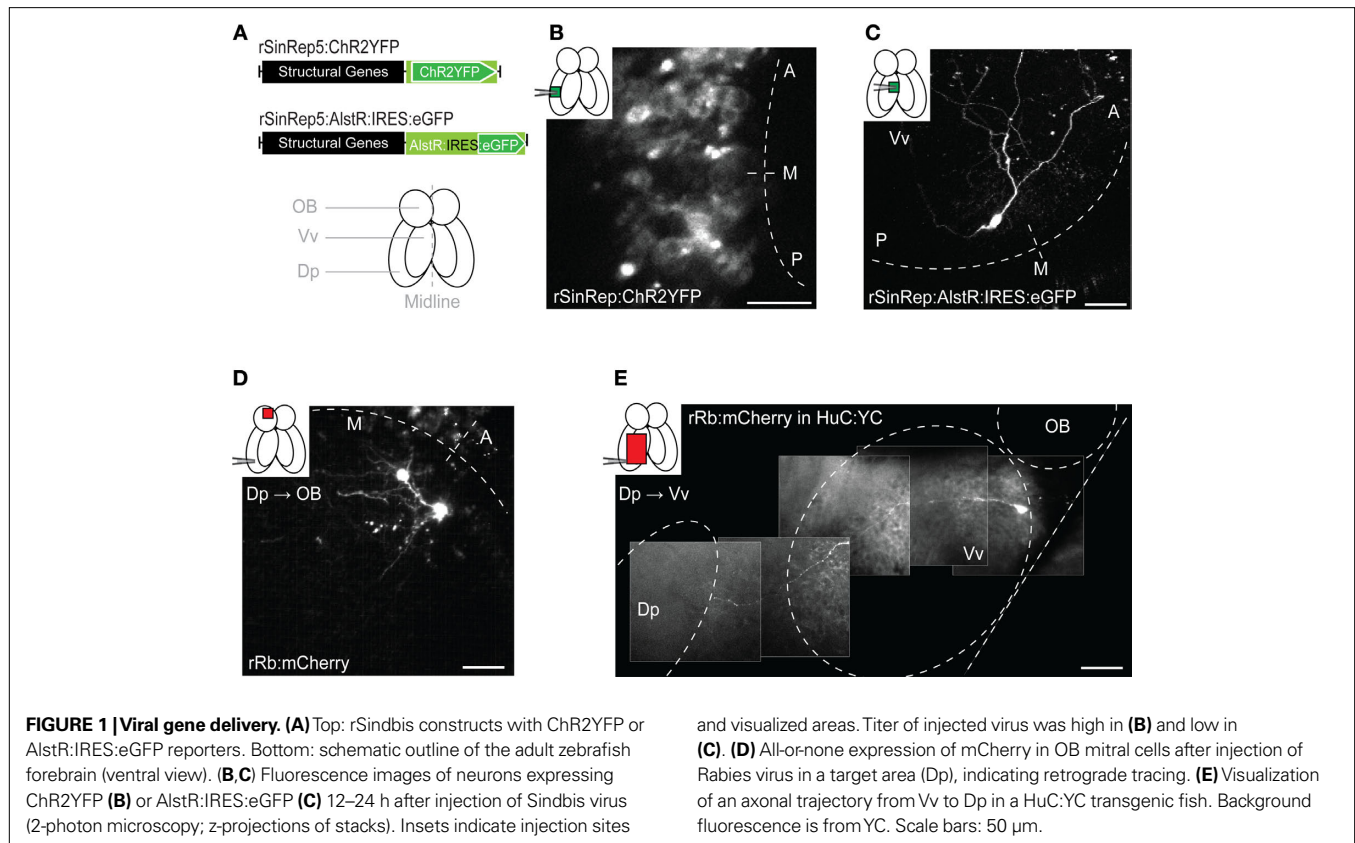 A
rSinRep5:ChR2YFP
Structural Genes
ChR2YFP
rSinRep5:AlstR:IRES:eGFP
Structural Genes
AlstR:IRES:eGFP
OB
Vv
Dp
Midline
B
A
M
P
rSinRep:ChR2YFP
C
Vv
A
P
M
rSinRep:AlstR:IRES:eGFP
D
M
A
Dp → OB
rRb:mCherry
E
rRb:mCherry in HuC:YC
OB
Dp → Vv
Vv
Dp
FIGURE 1 | Viral gene delivery. (A) Top: rSindbis constructs with ChR2YFP or
AlstR:IRES:eGFP reporters. Bottom: schematic outline of the adult zebrafish
forebrain (ventral view). (B,C) Fluorescence images of neurons expressing
ChR2YFP (B) or AlstR:IRES:eGFP (C) 12–24 h after injection of Sindbis virus
(2-photon microscopy; z-projections of stacks). Insets indicate injection sites
and visualized areas. Titer of injected virus was high in (B) and low in
(C). (D) All-or-none expression of mCherry in OB mitral cells after injection of
Rabies virus in a target area (Dp), indicating retrograde tracing. (E) Visualization
of an axonal trajectory from Vv to Dp in a HuC:YC transgenic fish. Background
fluorescence is from YC. Scale bars: 50 μm.